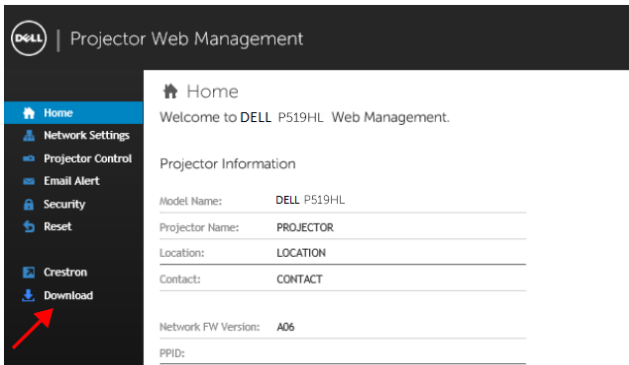 DELL | Projector Web Management
Home
Welcome to DELL P519HL Web Management.
Home
Network Settings
Projector Control
Email Alert
Security
Reset
Crestron
Download
Projector Information
Model Name: DELL P519HL
Projector Name: PROJECTOR
Location: LOCATION
Contact: CONTACT
Network FW Version: A06
PPID: